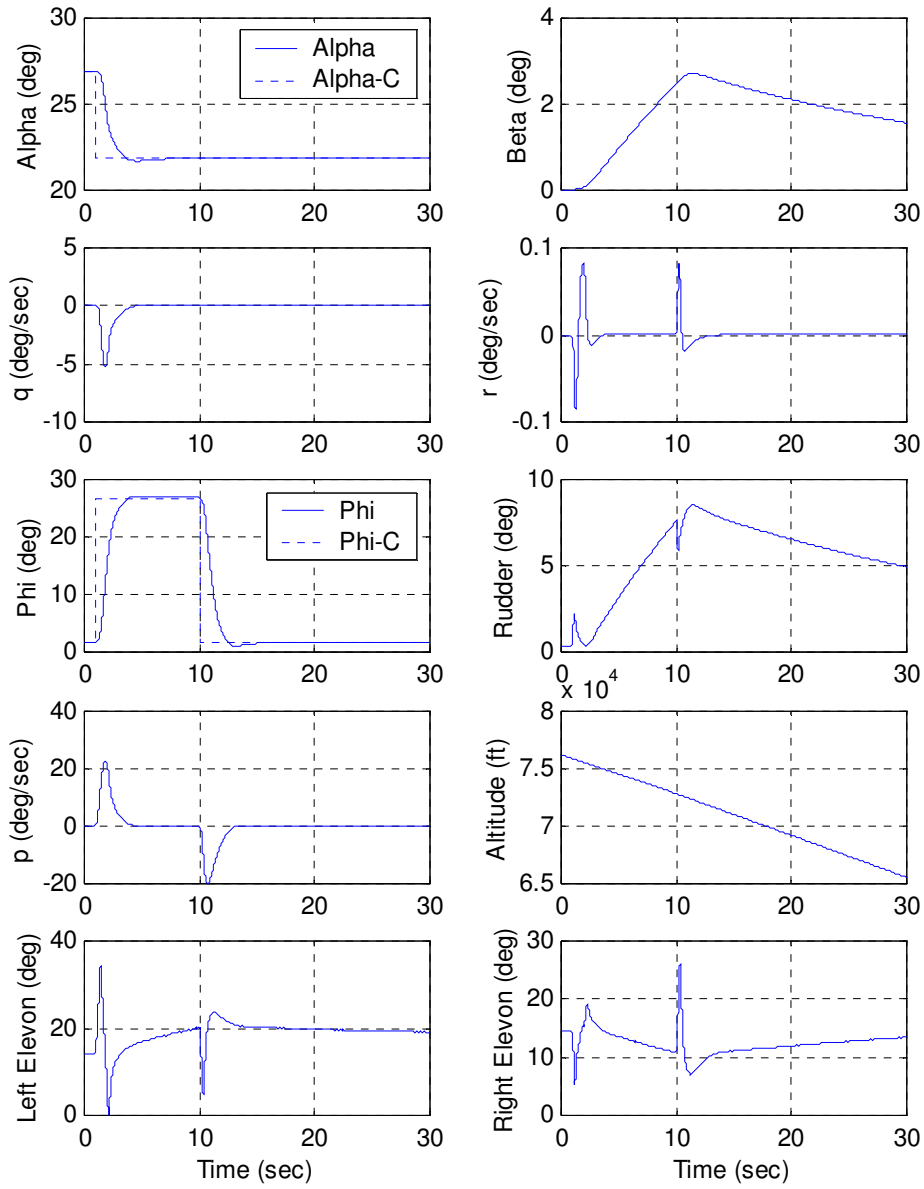 30
25
20
Alpha (deg)
Alpha
Alpha-C
0 10 20 30
4
2
0
Beta (deg)
0 10 20 30
5
0
-5
-10
q (deg/sec)
0 10 20 30
0.1
0
-0.1
r (deg/sec)
0 10 20 30
30
20
10
0
Phi (deg)
Phi
Phi-C
0 10 20 30
10
5
0
Rudder (deg)
0 10 20 30
40
20
0
-20
p (deg/sec)
0 10 20 30
x 10^4
8
7.5
7
6.5
Altitude (ft)
0 10 20 30
40
20
0
Left Elevon (deg)
0 10 20 30
Time (sec)
30
20
10
0
Right Elevon (deg)
0 10 20 30
Time (sec)